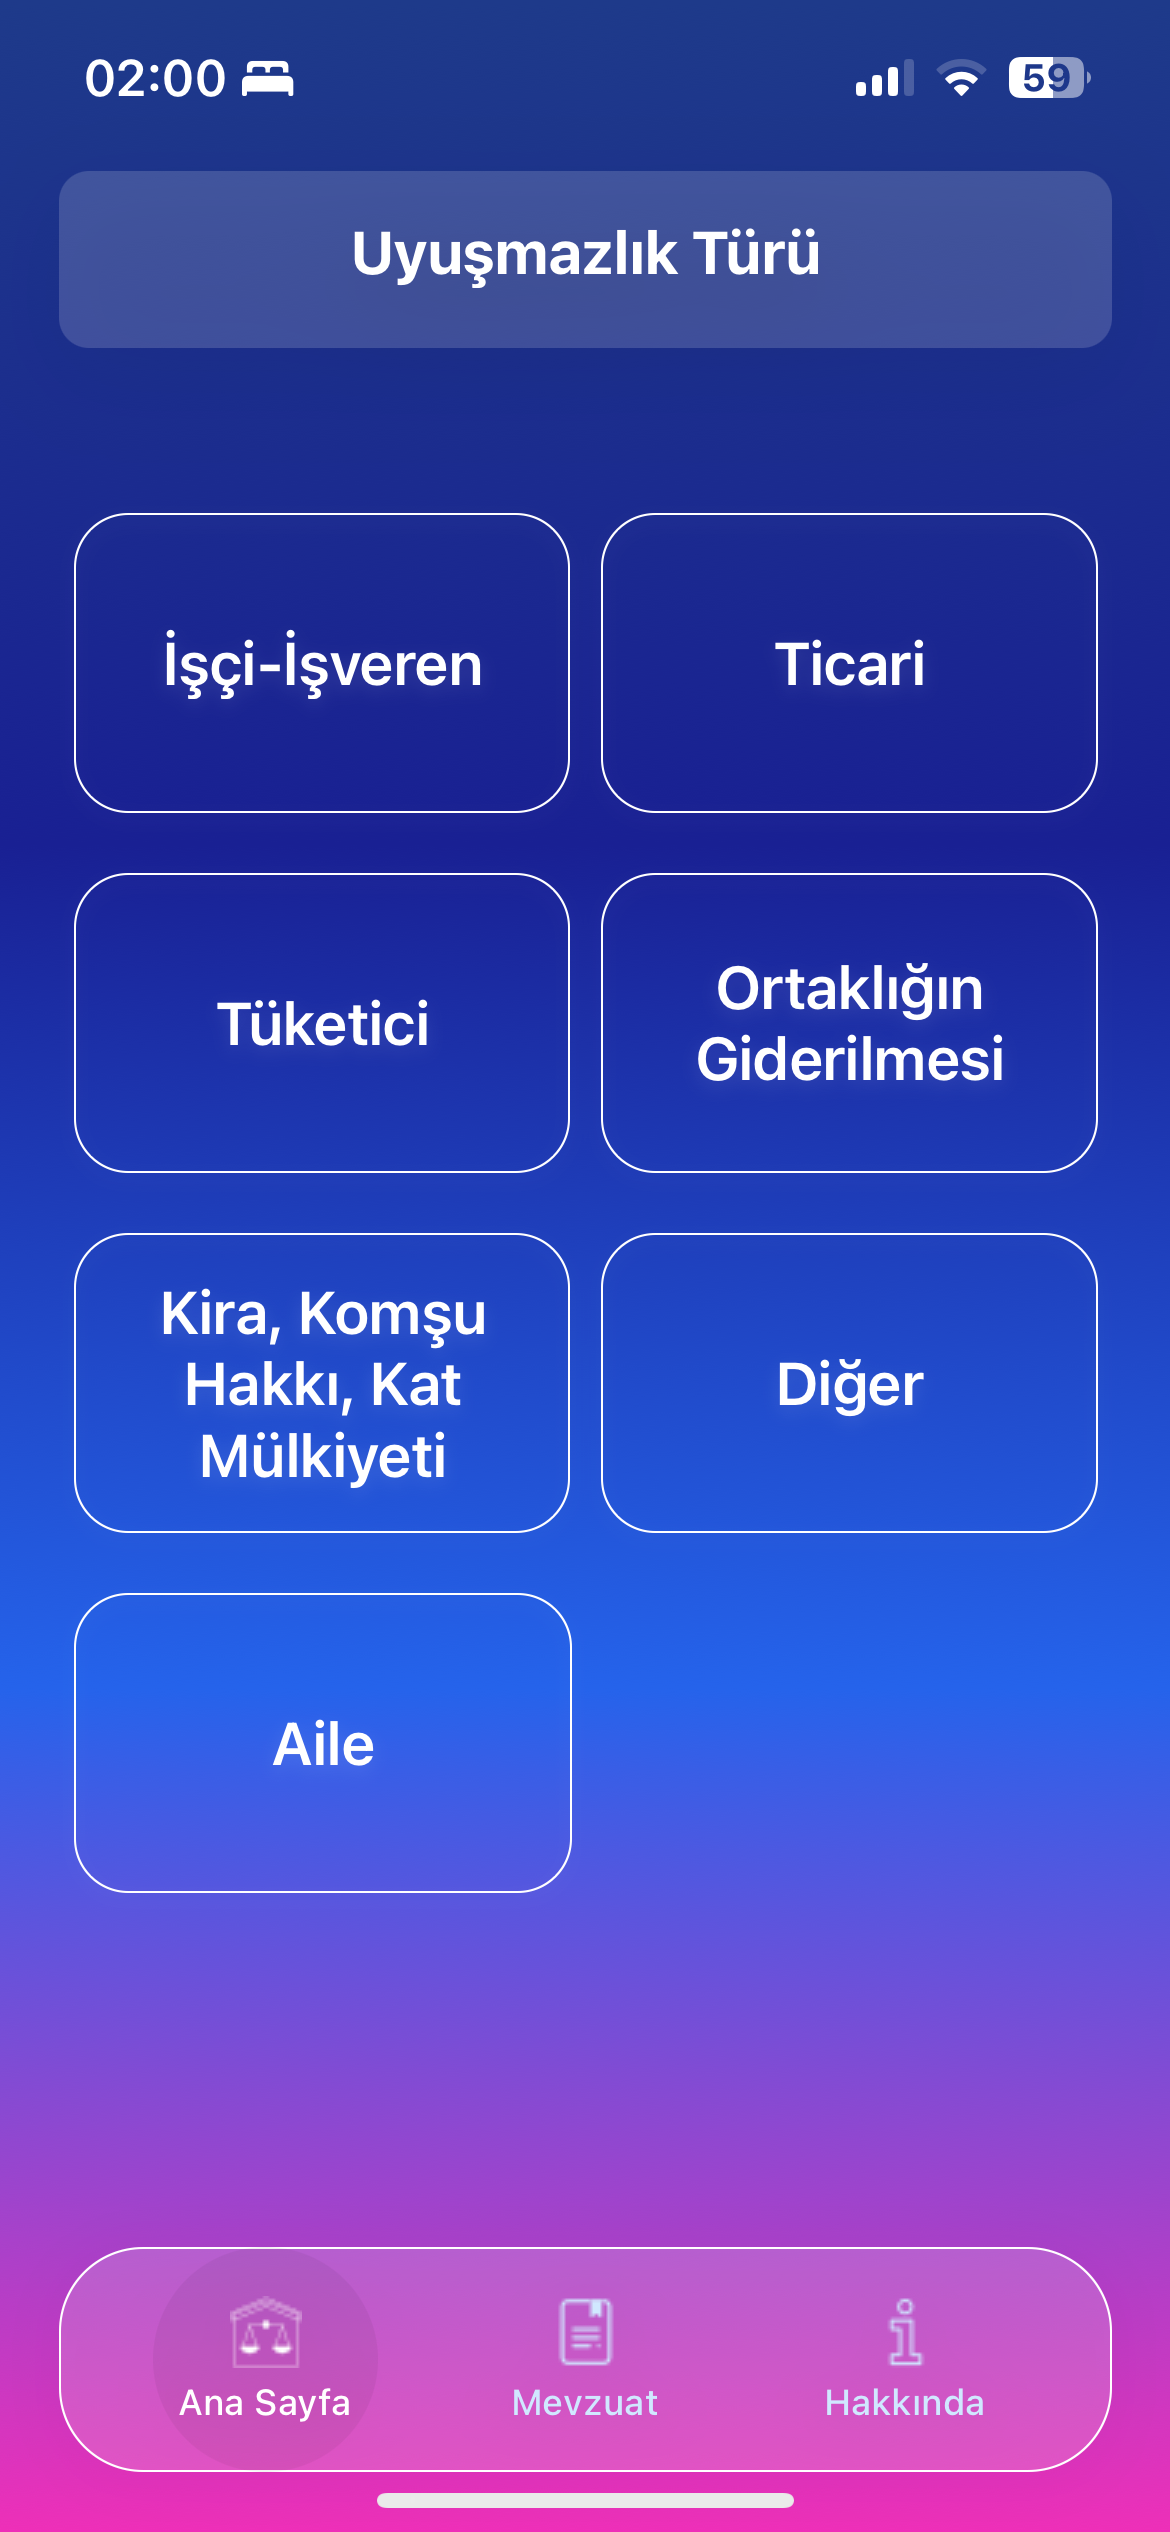 02:00
59
Uyuşmazlık Türü
İşçi-İşveren
Ticari
Tüketici
Ortaklığın
Giderilmesi
Kira, Komşu
Hakkı, Kat
Mülkiyeti
Diğer
Aile
Ana Sayfa
Mevzuat
Hakkında